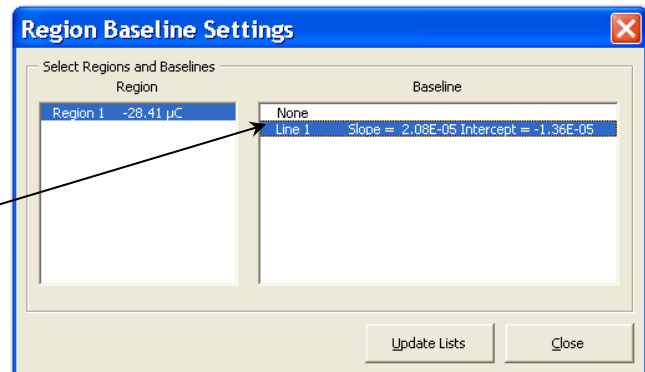 Region Baseline Settings
Select Regions and Baselines
Region
Baseline
Region 1 -28.41 µC
None
Line 1 Slope = 2.08E-05 Intercept = -1.36E-05
Update Lists
Close